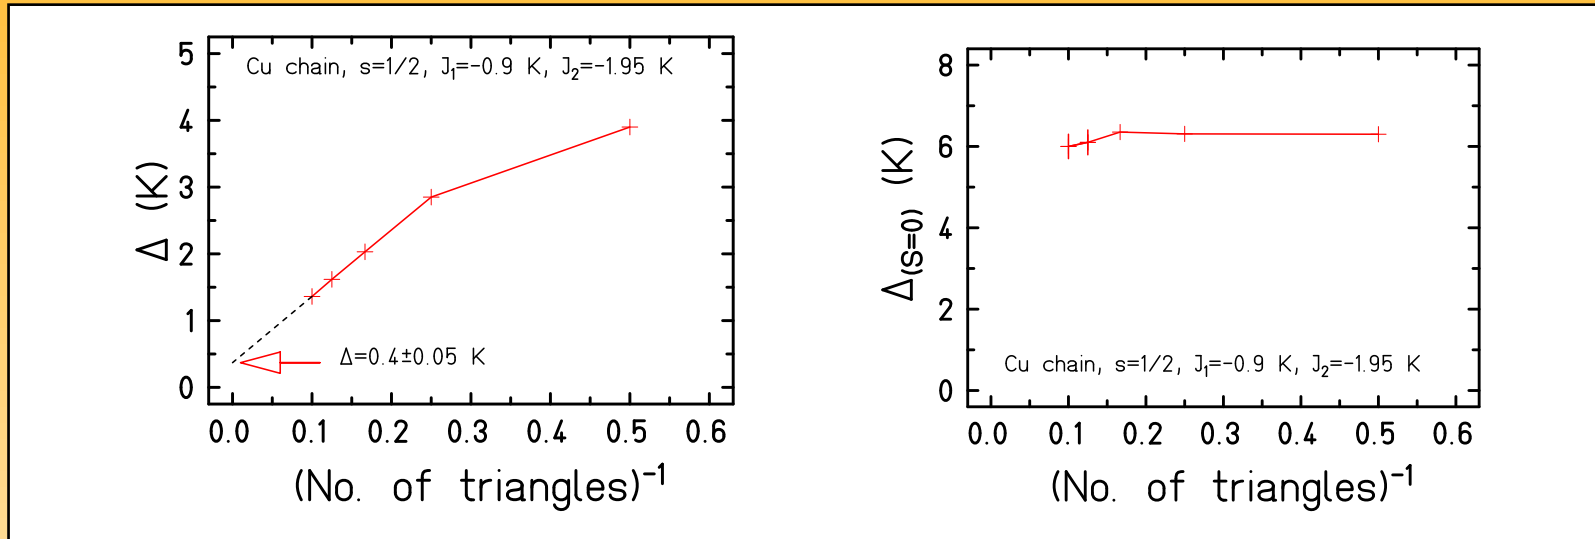 5
Cu chain, s=1/2, J₁=-0.9 K, J₂=-1.95 K
4
3
2
1
0
Δ (K)
Δ=0.4±0.05 K
0.0 0.1 0.2 0.3 0.4 0.5 0.6
(No. of triangles)⁻¹
8
6
4
2
0
Δ(S=0) (K)
Cu chain, s=1/2, J₁=-0.9 K, J₂=-1.95 K
0.0 0.1 0.2 0.3 0.4 0.5 0.6
(No. of triangles)⁻¹